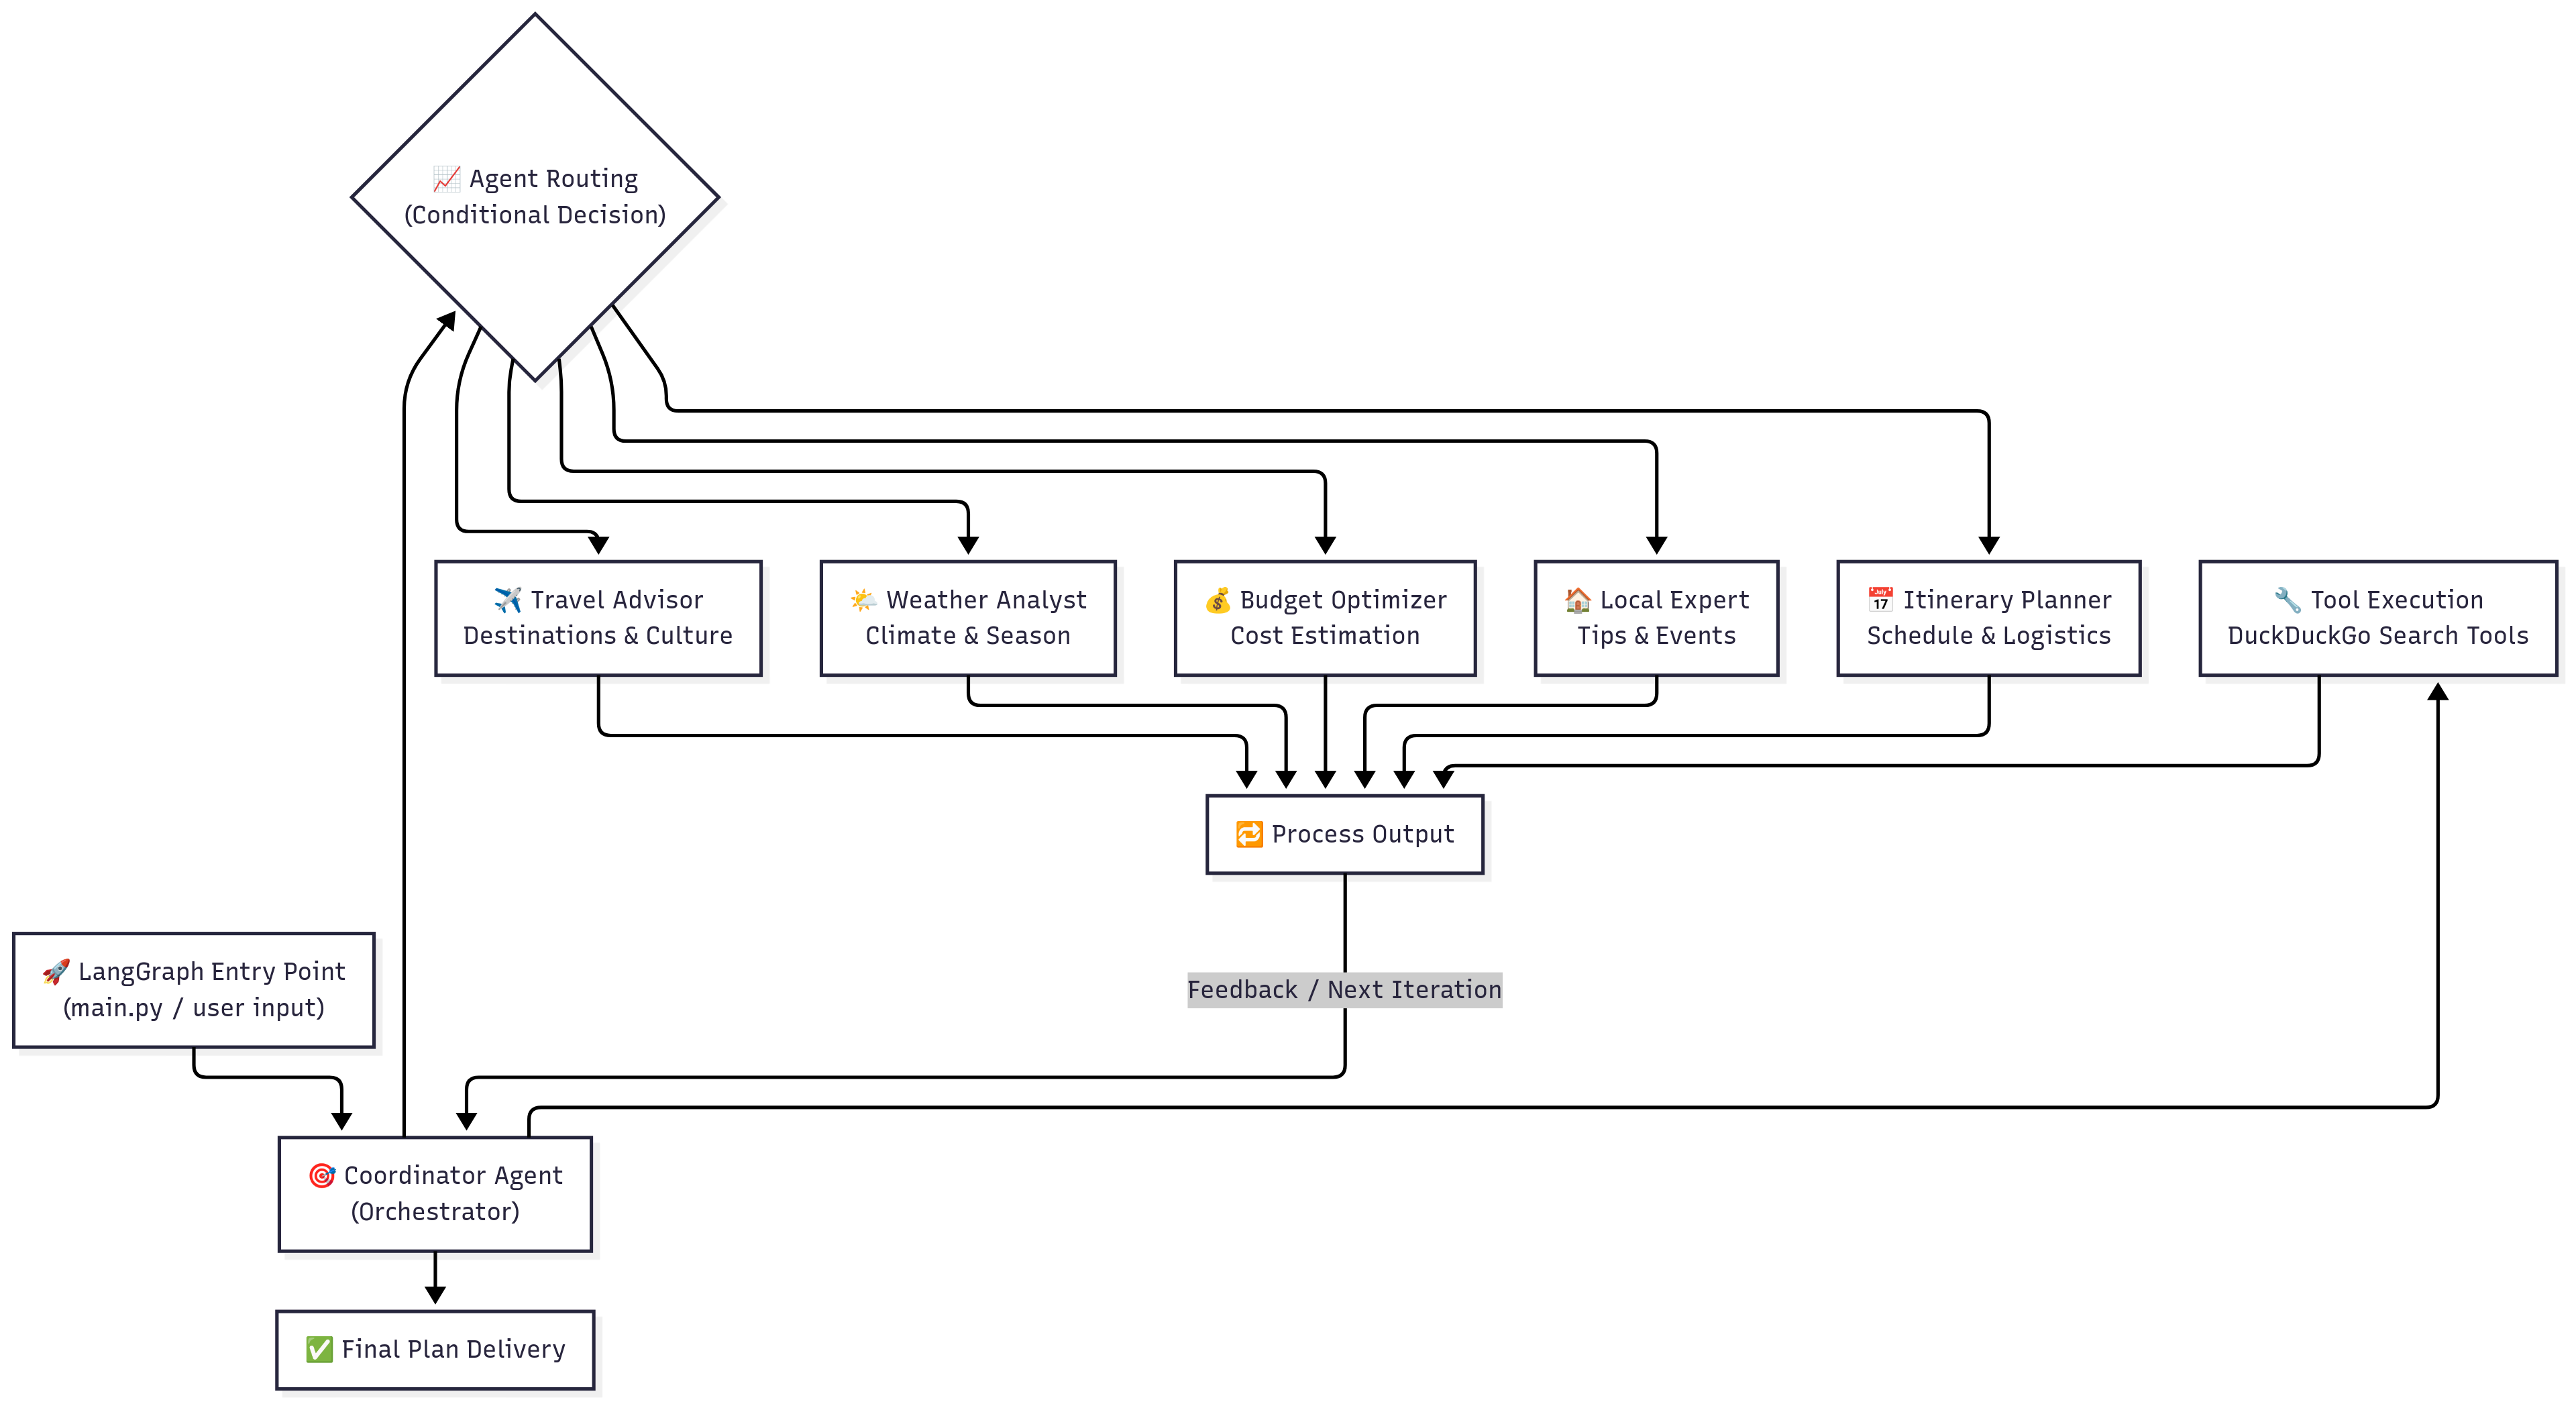 📈 Agent Routing
(Conditional Decision)
✈️ Travel Advisor
Destinations & Culture
🌤️ Weather Analyst
Climate & Season
💰 Budget Optimizer
Cost Estimation
🏠 Local Expert
Tips & Events
📅 Itinerary Planner
Schedule & Logistics
🔧 Tool Execution
DuckDuckGo Search Tools
🔁 Process Output
🚀 LangGraph Entry Point
(main.py / user input)
Feedback / Next Iteration
🎯 Coordinator Agent
(Orchestrator)
✅ Final Plan Delivery